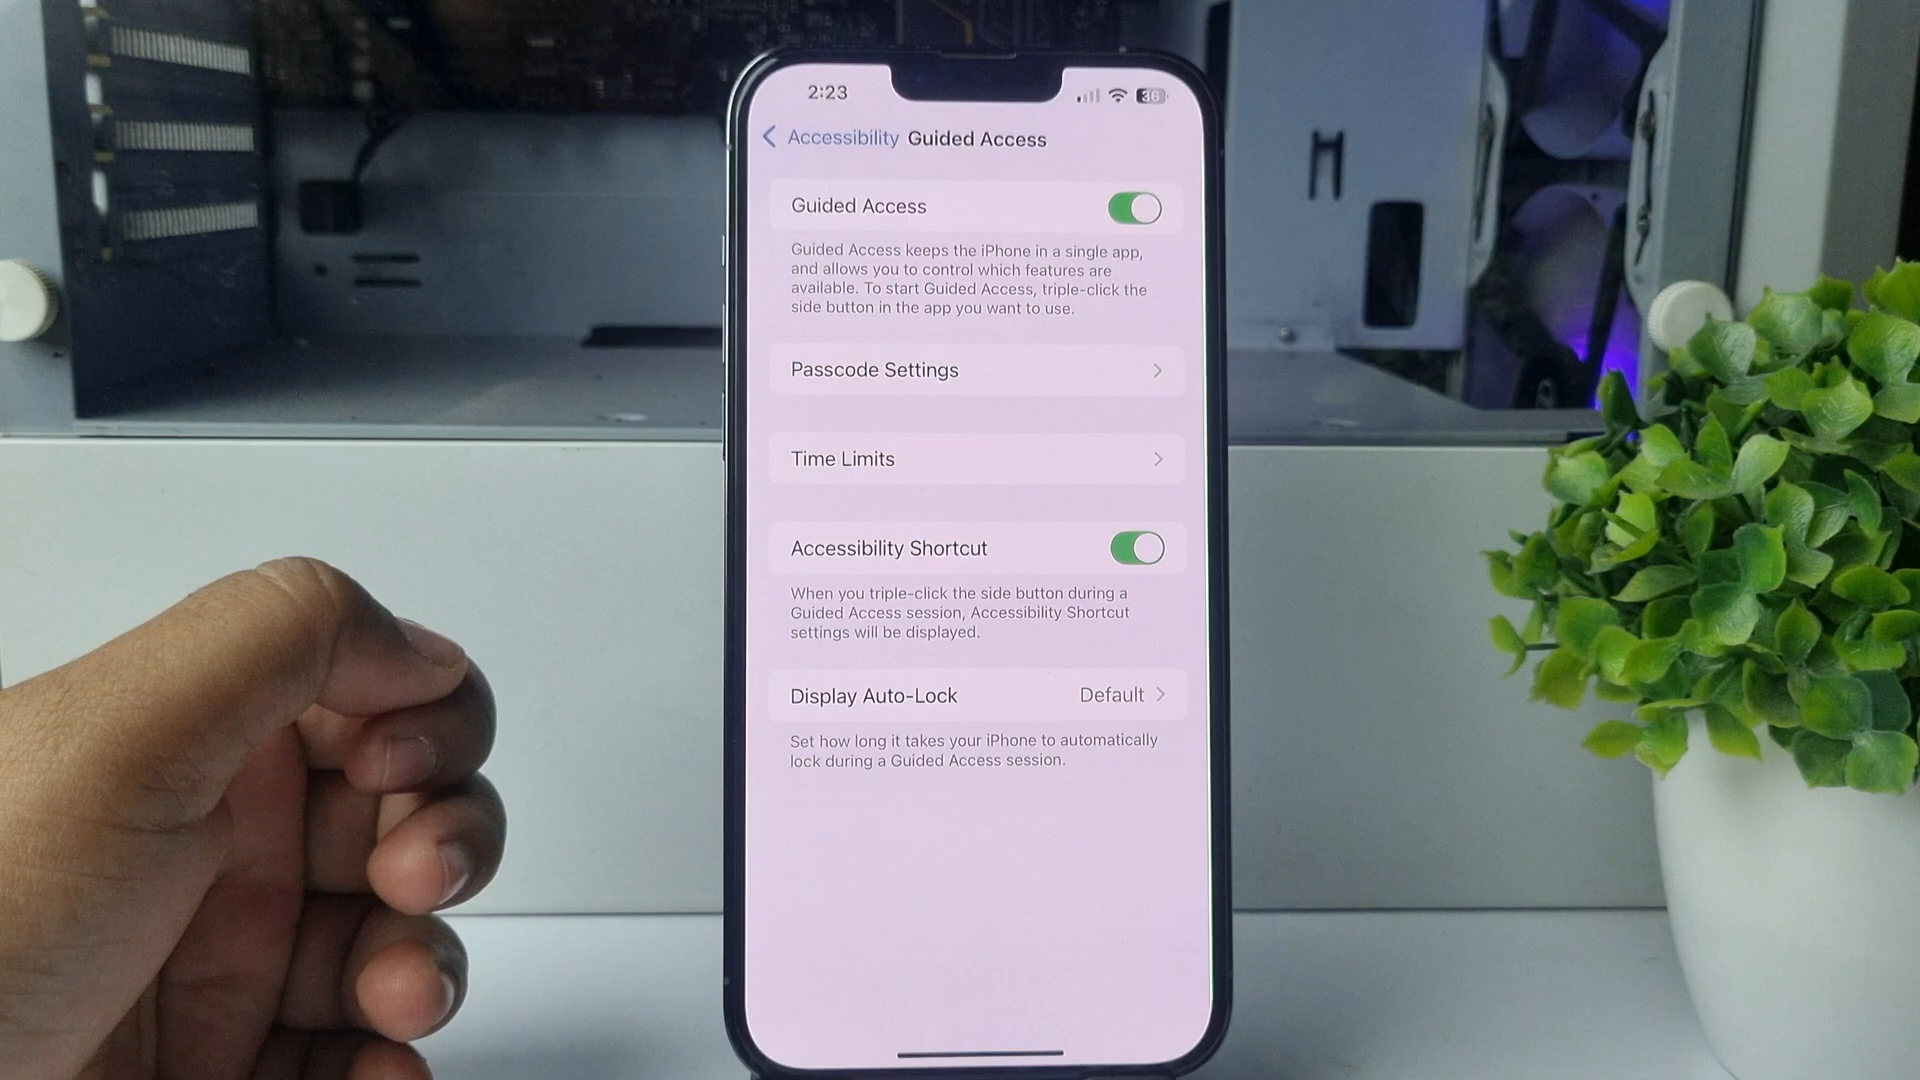 2:23
36
Accessibility Guided Access
Guided Access
Guided Access keeps the iPhone in a single app,
and allows you to control which features are
available. To start Guided Access, triple-click the
side button in the app you want to use.
Passcode Settings
Time Limits
Accessibility Shortcut
When you triple-click the side button during a
Guided Access session, Accessibility Shortcut
settings will be displayed.
Display Auto-Lock Default
Set how long it takes your iPhone to automatically
lock during a Guided Access session.